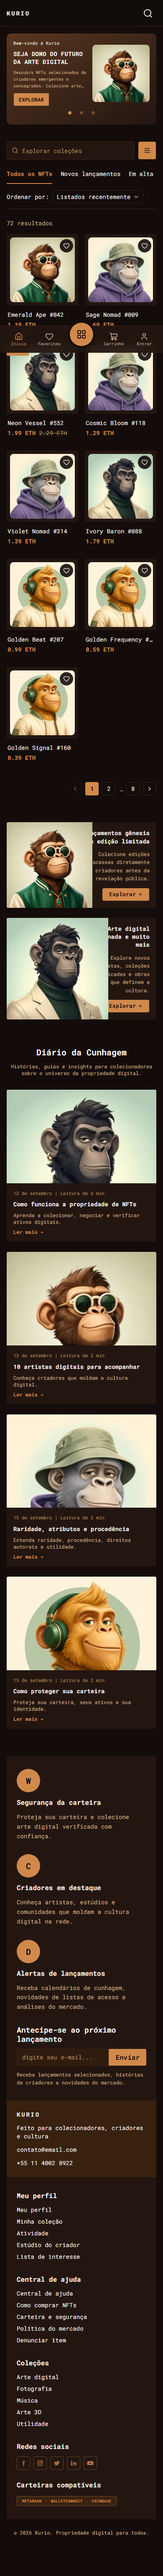 KURIO
Bem-vindo à Kurio
SEJA DONO DO FUTURO
DA ARTE DIGITAL
Descubra NFTs selecionados de
criadores emergentes e
consagrados. Colecione arte…
EXPLORAR
Explorar coleções
Todos os NFTs
Novos lançamentos
Em alta
Ordenar por:
Listados recentemente
72 resultados
Emerald Ape #042
Sage Nomad #009
Início
Favoritos
Carrinho
Entrar
Neon Vessel #552
1.99 ETH 2.29 ETH
Cosmic Bloom #118
1.29 ETH
Violet Nomad #314
1.39 ETH
Ivory Baron #088
1.79 ETH
Golden Beat #207
0.99 ETH
Golden Frequency #…
0.59 ETH
Golden Signal #160
0.39 ETH
1
2
…
8
edição limitada
Colecione edições
escassas diretamente
criadores antes da
revelação pública.
Explorar →
Arte digital
e muito
mais
Explore novos
coleções
e obras
que definem a
cultura.
Explorar →
Diário da Cunhagem
Histórias, guias e insights para colecionadores
sobre o universo da propriedade digital.
12 de setembro | Leitura de 6 min
Como funciona a propriedade de NFTs
Aprenda a colecionar, negociar e verificar
ativos digitais.
Ler mais →
13 de setembro | Leitura de 2 min
10 artistas digitais para acompanhar
Conheça criadores que moldam a cultura
digital.
Ler mais →
15 de setembro | Leitura de 3 min
Raridade, atributos e procedência
Entenda raridade, procedência, direitos
autorais e utilidade.
Ler mais →
15 de setembro | Leitura de 2 min
Como proteger sua carteira
Proteja sua carteira, seus ativos e sua
identidade.
Ler mais →
W
Segurança da carteira
Proteja sua carteira e colecione
arte digital verificada com
confiança.
C
Criadores em destaque
Conheça artistas, estúdios e
comunidades que moldam a cultura
digital na rede.
D
Alertas de lançamentos
Receba calendários de cunhagem,
novidades de listas de acesso e
análises do mercado.
Antecipe-se ao próximo
lançamento
digite seu e-mail...
Enviar
Receba lançamentos selecionados, histórias
de criadores e novidades do mercado.
KURIO
Feito para colecionadores, criadores
e cultura
contato@email.com
+55 11 4002 8922
Meu perfil
Meu perfil
Minha coleção
Atividade
Estúdio do criador
Lista de interesse
Central de ajuda
Central de ajuda
Como comprar NFTs
Carteira e segurança
Política do mercado
Denunciar item
Coleções
Arte digital
Fotografia
Música
Arte 3D
Utilidade
Redes sociais
Carteiras compatíveis
METAMASK · WALLETCONNECT · COINBASE
© 2026 Kurio. Propriedade digital para todos.